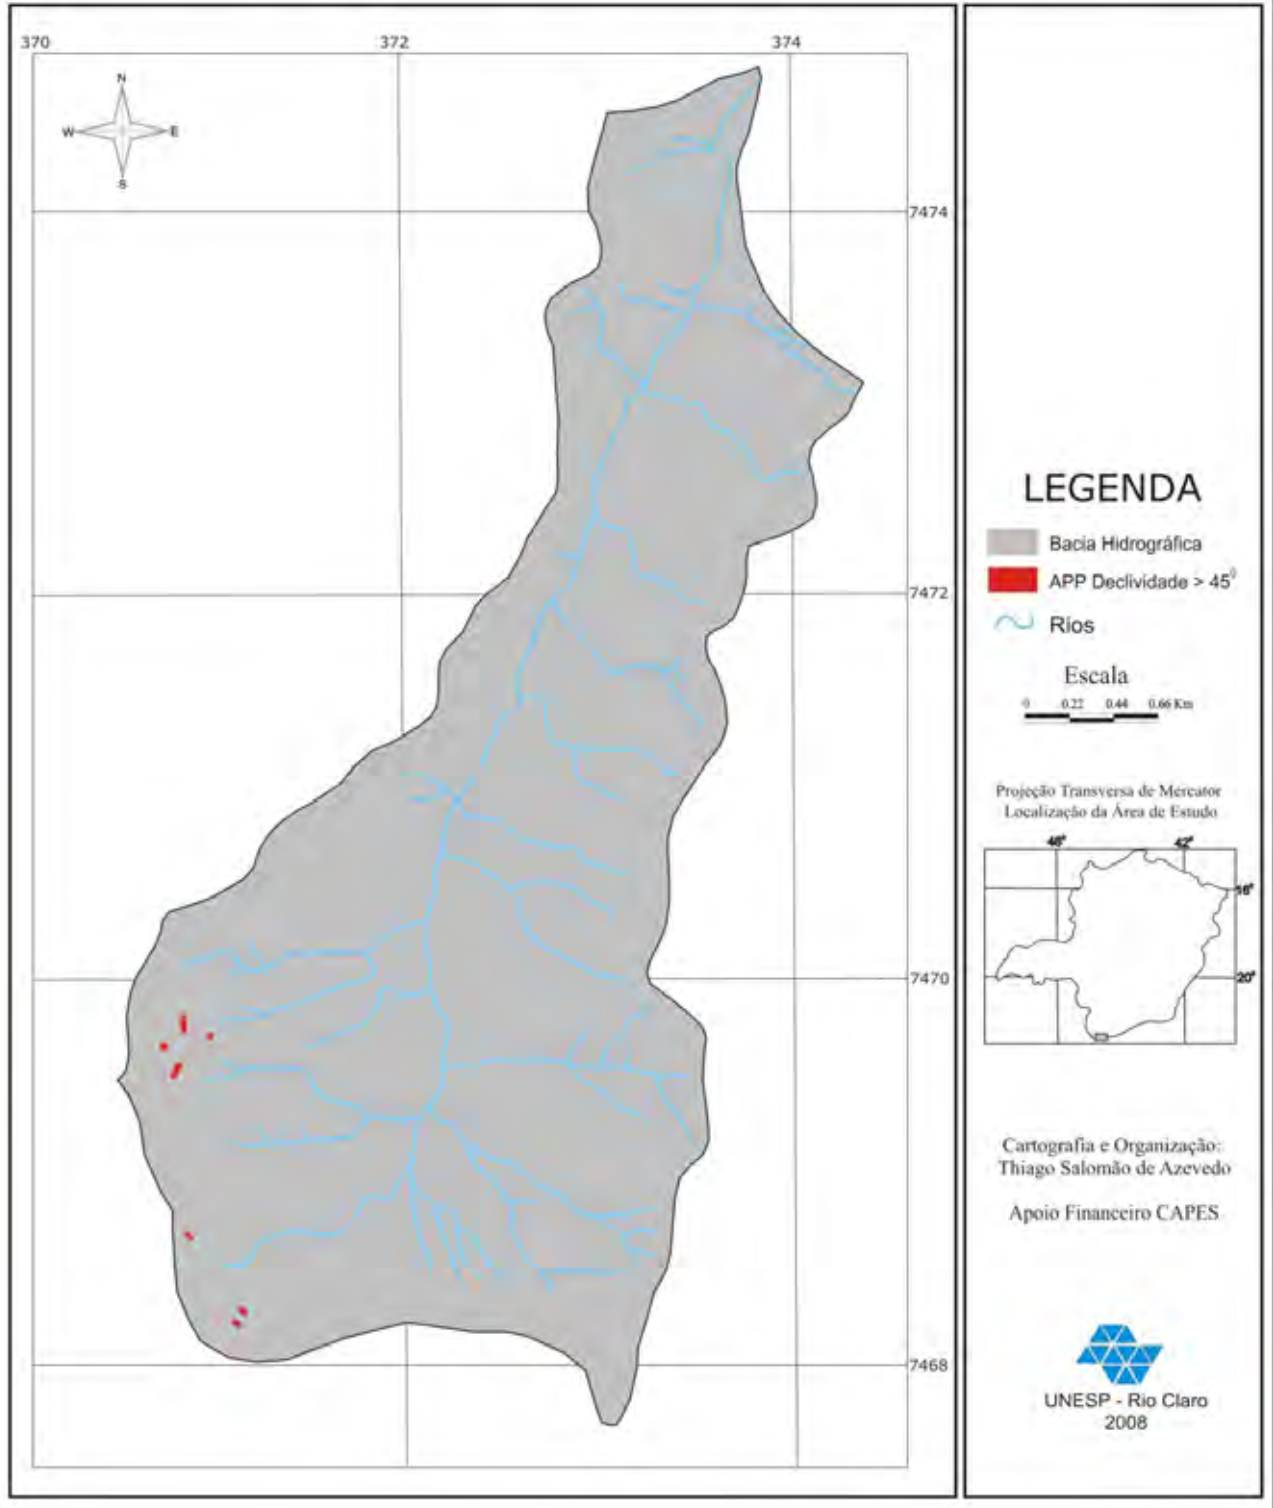 370 372 374
N
W E
S
7474
7472
7470
7468
LEGENDA
Bacia Hidrográfica
APP Declividade > 45⁰
Rios
Escala
0 0.22 0.44 0.66 Km
Projeção Transversa de Mercator
Localização da Área de Estudo
48° 42°
16°
20°
Cartografia e Organização:
Thiago Salomão de Azevedo
Apoio Financeiro CAPES
UNESP - Rio Claro
2008